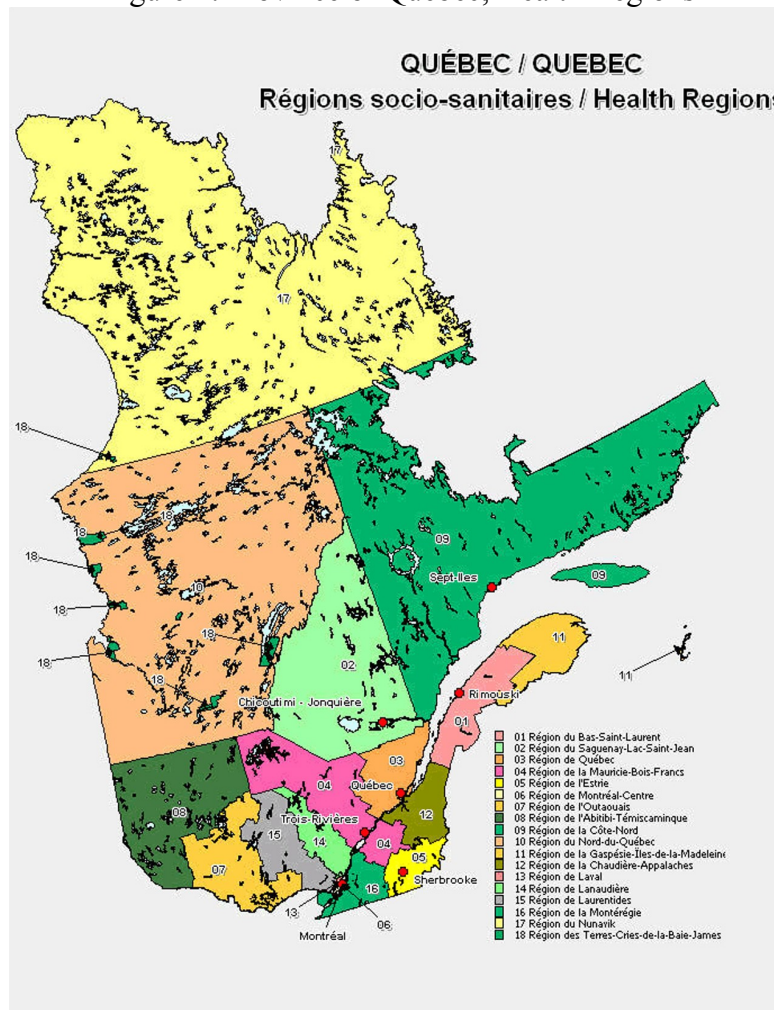 Province of Québec, Health Regions
QUÉBEC / QUEBEC
Régions socio-sanitaires / Health Regions
17
17
18
18
18
09
18
Sept-Iles
09
10
18
18
11
18
02
11
18
Chicoutimi - Jonquière
Rimouski
01
04
Québec
08
Trois-Rivières
12
15
14
04
05
07
Sherbrooke
16
13
06
Montréal
01 Région du Bas-Saint-Laurent
02 Région du Saguenay-Lac-Saint-Jean
03 Région de Québec
04 Région de la Mauricie-Bois-Francs
05 Région de l'Estrie
06 Région de Montréal-Centre
07 Région de l'Outaouais
08 Région de l'Abitibi-Témiscamingue
09 Région de la Côte-Nord
10 Région du Nord-du-Québec
11 Région de la Gaspésie-Îles-de-la-Madeleine
12 Région de la Chaudière-Appalaches
13 Région de Laval
14 Région de Lanaudière
15 Région de Laurentides
16 Région de la Montérégie
17 Région du Nunavik
18 Région des Terres-Cries-de-la-Baie-James
03